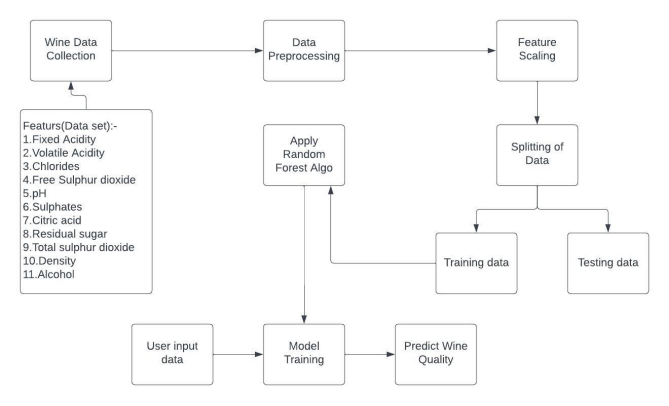 Wine Data
Collection
Data
Preprocessing
Feature
Scaling
Featurs(Data set):-
1.Fixed Acidity
2.Volatile Acidity
3.Chlorides
4.Free Sulphur dioxide
5.pH
6.Sulphates
7.Citric acid
8.Residual sugar
9.Total sulphur dioxide
10.Density
11.Alcohol
Apply
Random
Forest Algo
Splitting of
Data
Training data
Testing data
User input
data
Model
Training
Predict Wine
Quality